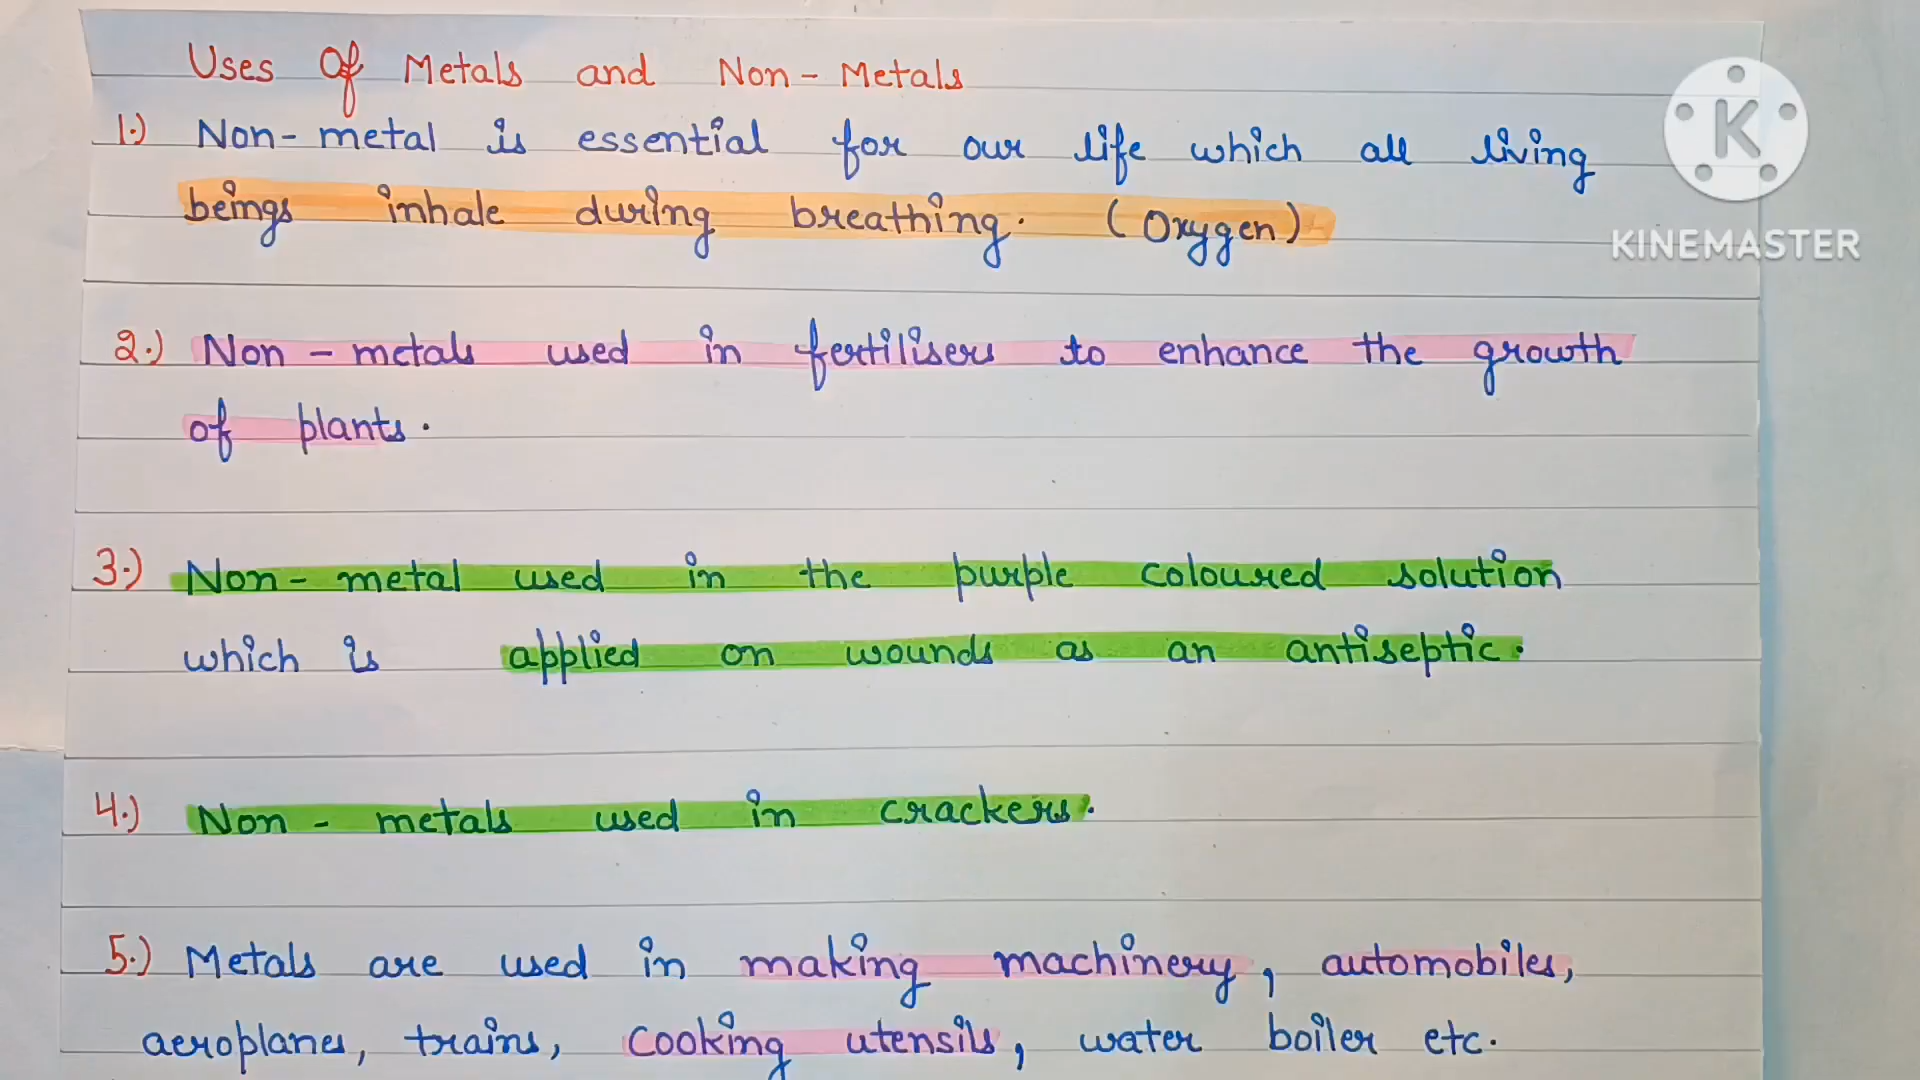 Uses Of Metals and Non-Metals
1.) Non-metal is essential for our life which all living
beings inhale during breathing. (Oxygen)
2.) Non-metals used in fertilisers to enhance the growth
of plants.
3.) Non-metal used in the purple coloured solution
which is applied on wounds as an antiseptic.
4.) Non-metals used in crackers.
5.) Metals are used in making machinery, automobiles,
aeroplanes, trains, cooking utensils, water boiler etc.
K
KINEMASTER